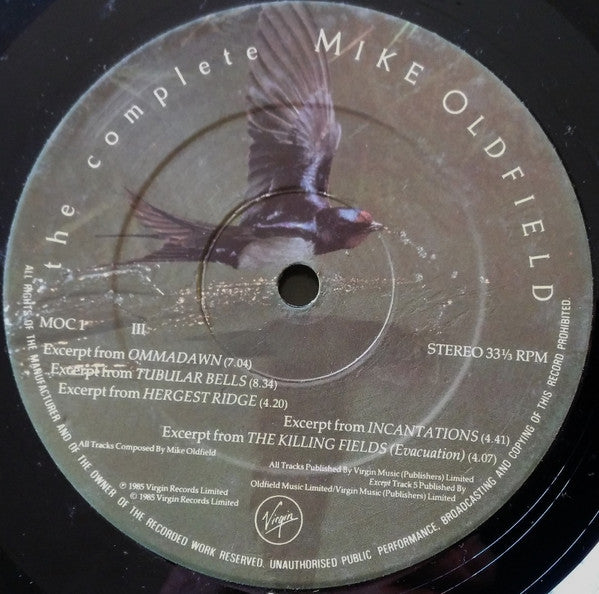 the complete MIKE OLDFIELD
MOC 1
III
STEREO 33⅓ RPM
Excerpt from OMMADAWN (7.04)
Excerpt from TUBULAR BELLS (8.34)
Excerpt from HERGEST RIDGE (4.20)
Excerpt from INCANTATIONS (4.41)
Excerpt from THE KILLING FIELDS (Evacuation) (4.07)
All Tracks Composed By Mike Oldfield
All Tracks Published By Virgin Music (Publishers) Limited
Except Track 5 Published By
Oldfield Music Limited/Virgin Music (Publishers) Limited
℗ 1985 Virgin Records Limited
© 1985 Virgin Records Limited
Virgin
ALL RIGHTS OF THE MANUFACTURER AND OF THE OWNER OF THE RECORDED WORK RESERVED. UNAUTHORISED PUBLIC PERFORMANCE, BROADCASTING AND COPYING OF THIS RECORD PROHIBITED.